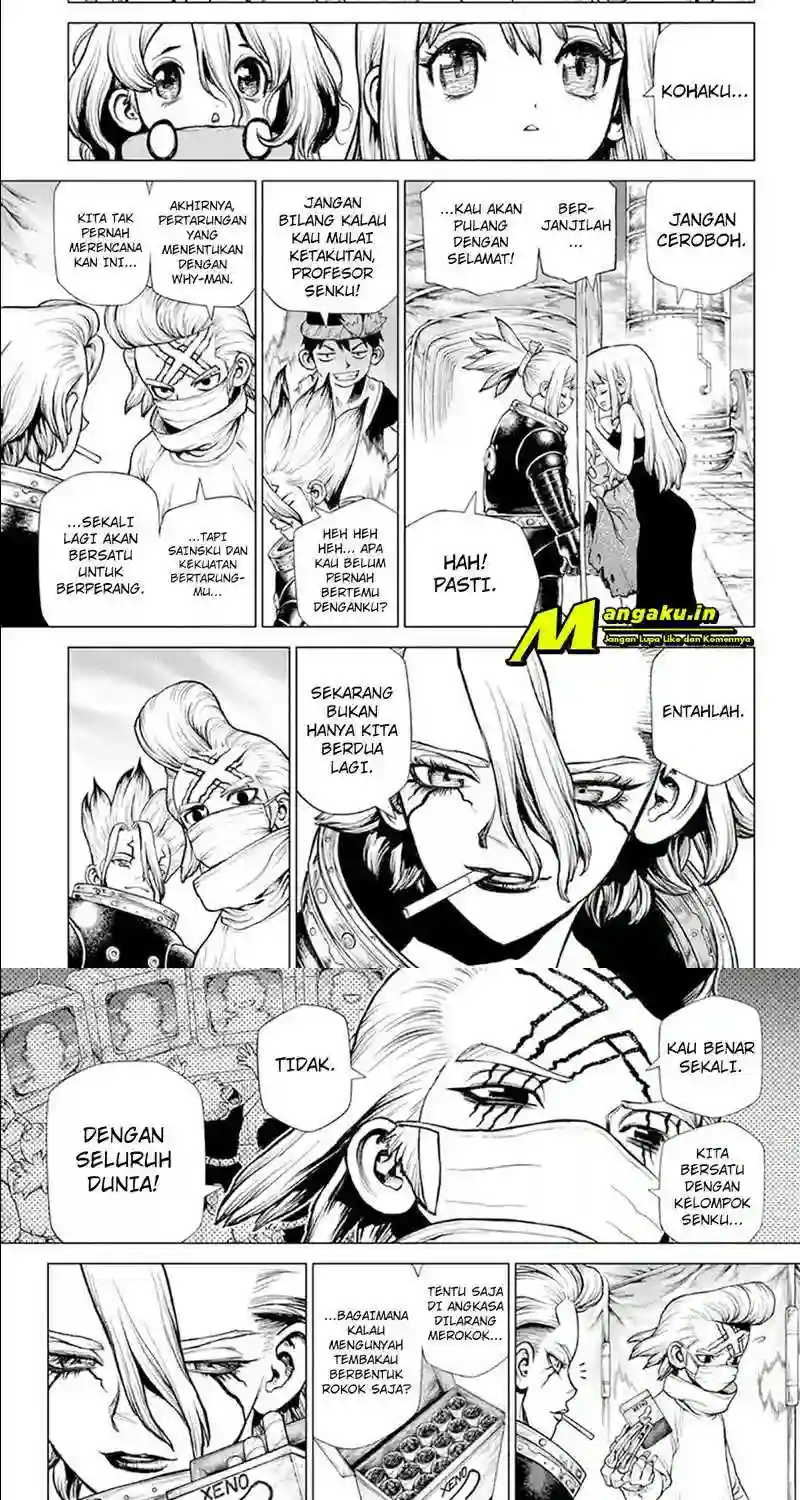 KOHAKU...
JANGAN
CEROBOH.
BER-
JANJILAH
...
...KAU AKAN
PULANG
DENGAN
SELAMAT!
HAH!
PASTI.
JANGAN
BILANG KALAU
KAU MULAI
KETAKUTAN,
PROFESOR
SENKU!
HEH HEH
HEH... APA
KAU BELUM
PERNAH
BERTEMU
DENGANKU?
AKHIRNYA,
PERTARUNGAN
YANG
MENENTUKAN
DENGAN
WHY-MAN.
KITA TAK
PERNAH
MERENCANA
KAN INI...
...TAPI
SAINSKU DAN
KEKUATAN
BERTARUNG-
MU...
...SEKALI
LAGI AKAN
BERSATU
UNTUK
BERPERANG.
Mangaku.in
Jangan Lupa Like dan Komennya
ENTAHLAH.
SEKARANG
BUKAN
HANYA KITA
BERDUA
LAGI.
KAU BENAR
SEKALI.
KITA
BERSATU
DENGAN
KELOMPOK
SENKU...
TIDAK.
DENGAN
SELURUH
DUNIA!
TENTU SAJA
DI ANGKASA
DILARANG
MEROKOK...
...BAGAIMANA
KALAU
MENGUNYAH
TEMBAKAU
BERBENTUK
ROKOK SAJA?
XENO
XENO